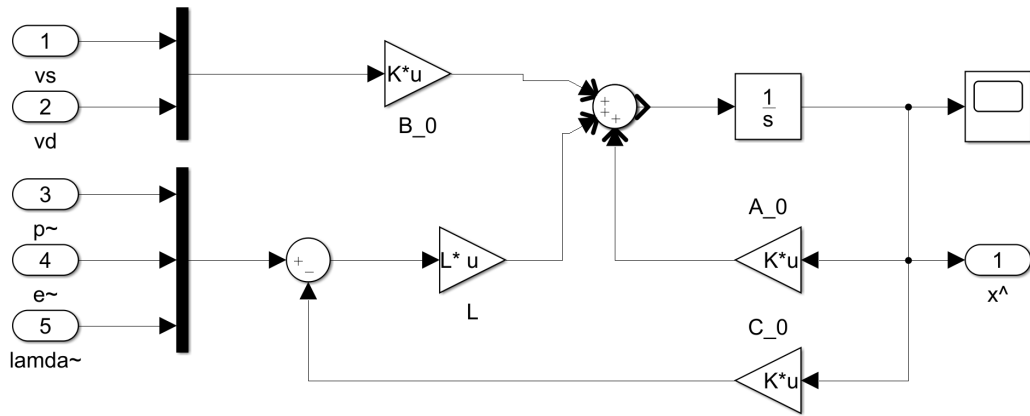 1
vs
2
vd
K*u
B_0
+
+
+
1
s
3
p~
4
e~
5
lamda~
+
−
L* u
L
A_0
K*u
1
x^
C_0
K*u